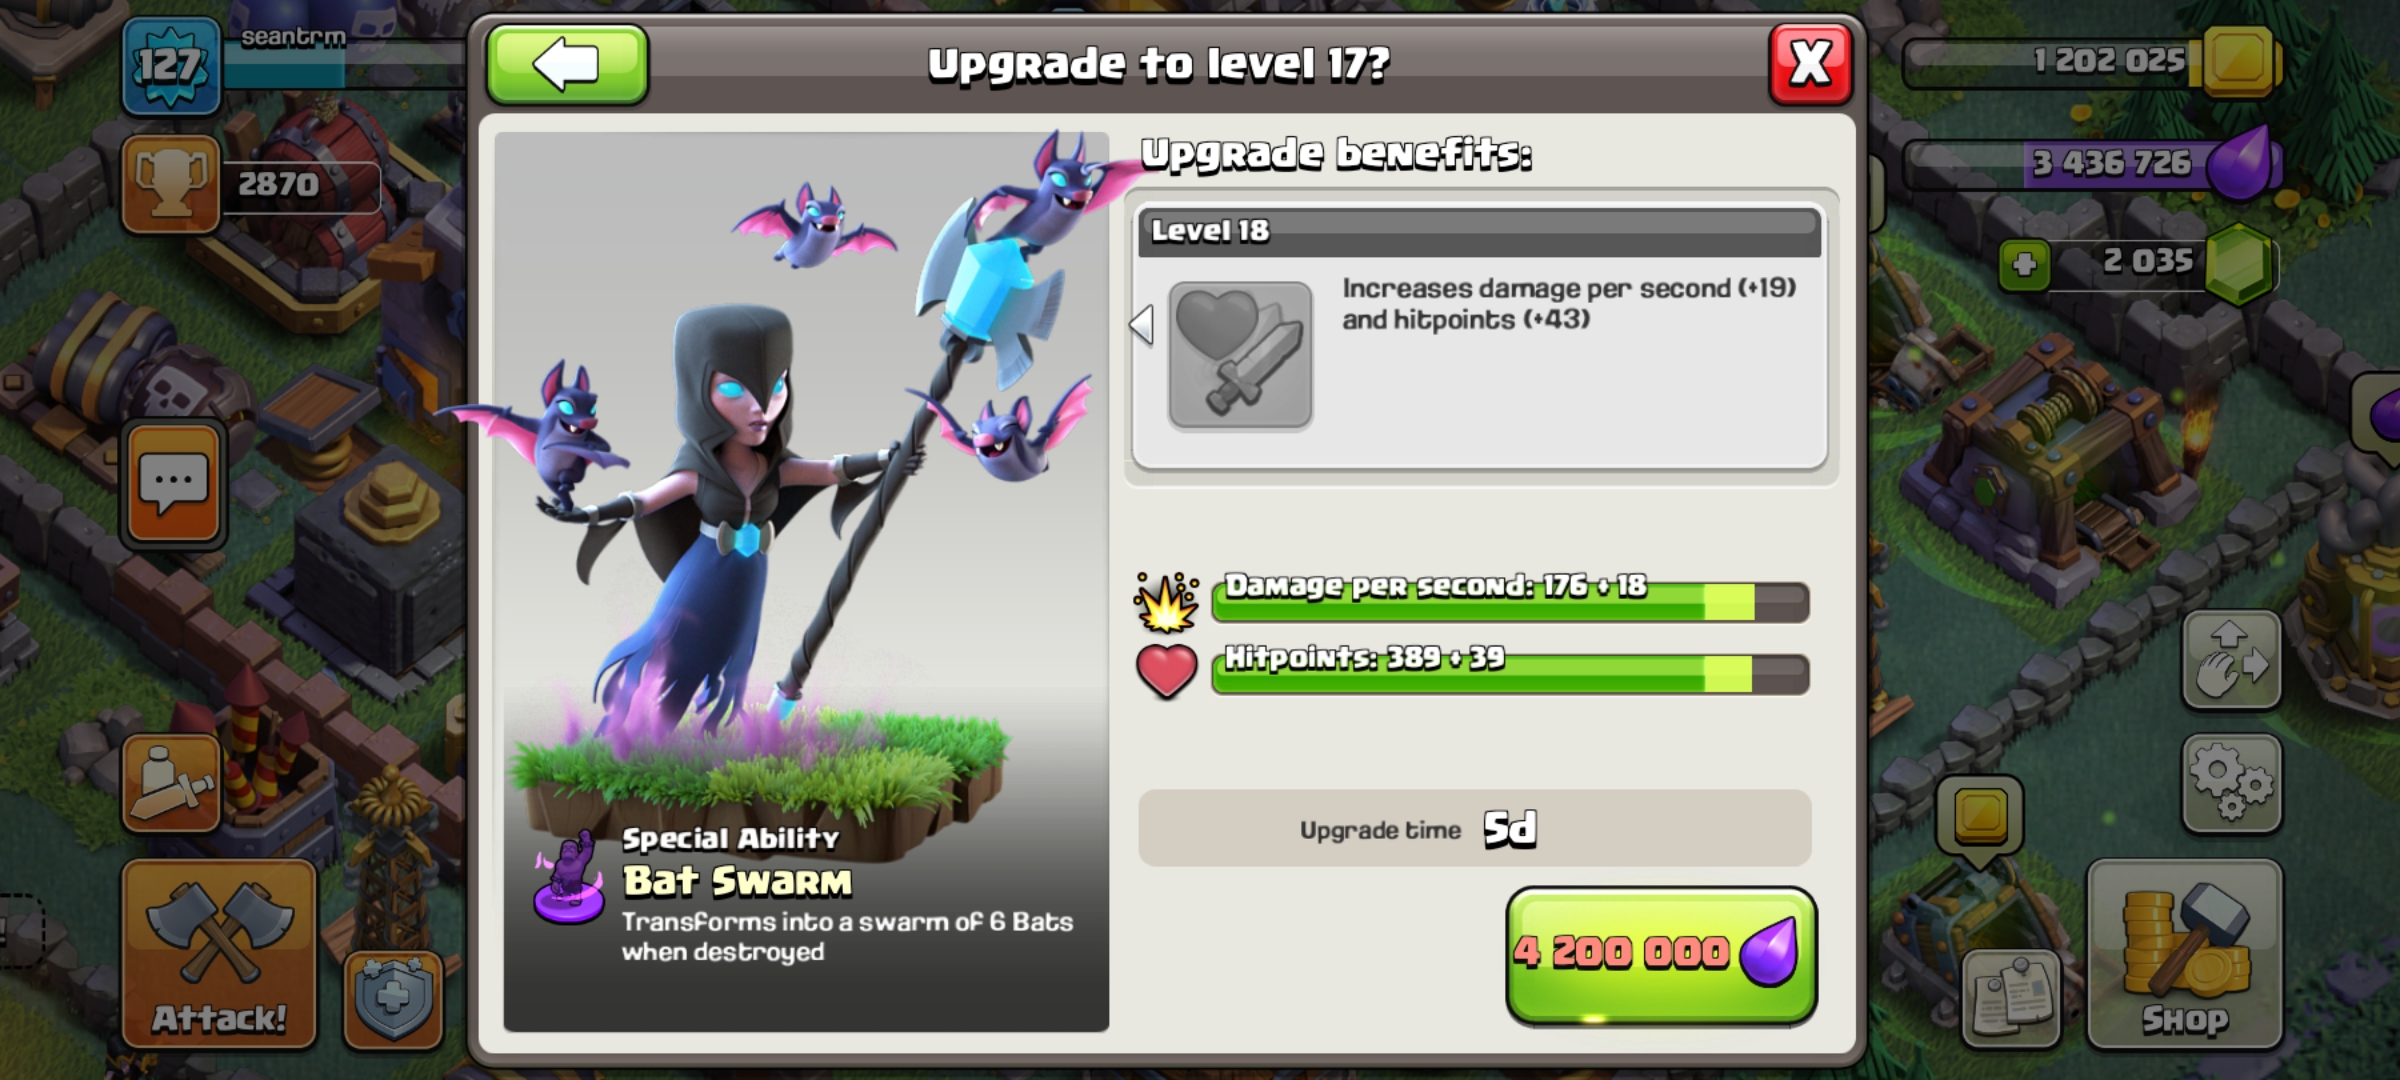 seantrm
127
2870
Attack!
Upgrade to level 17?
X
Special Ability
Bat Swarm
Transforms into a swarm of 6 Bats
when destroyed
Upgrade benefits:
Level 18
Increases damage per second (+19)
and hitpoints (+43)
Damage per second: 176 + 18
Hitpoints: 389 + 39
Upgrade time 5d
4 200 000
1 202 025
3 436 726
2 035
Shop